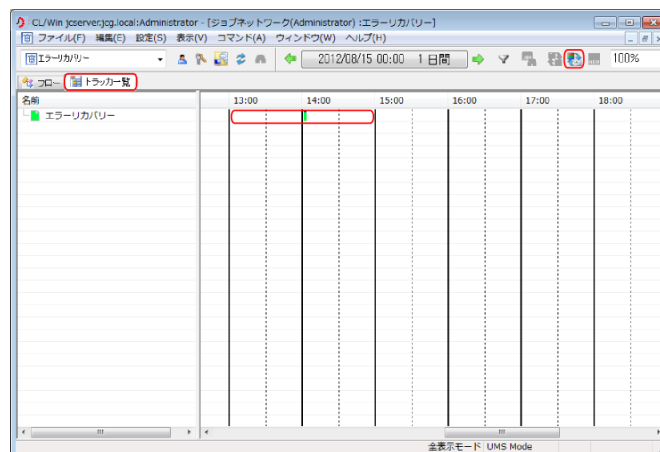 CL/Win jcserver.jcg.local:Administrator - [ジョブネットワーク(Administrator) :エラーリカバリー]
ファイル(F) 編集(E) 設定(S) 表示(V) コマンド(A) ウィンドウ(W) ヘルプ(H)
エラーリカバリー 2012/08/15 00:00 1 日間 100%
フロー トラッカー一覧
名前 13:00 14:00 15:00 16:00 17:00 18:00
エラーリカバリー
全表示モード UMS Mode